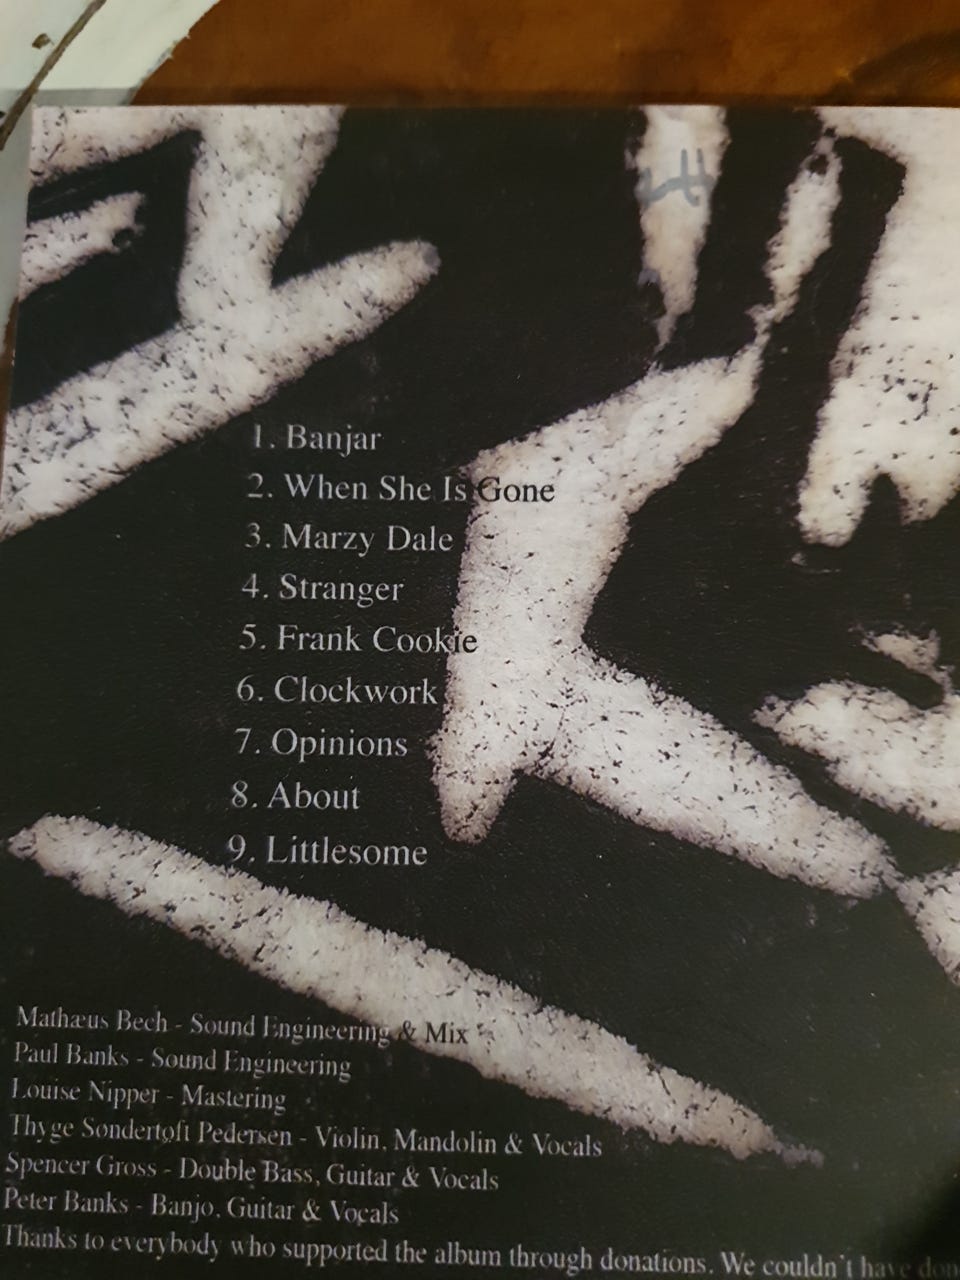 1. Banjar
2. When She Is Gone
3. Marzy Dale
4. Stranger
5. Frank Cookie
6. Clockwork
7. Opinions
8. About
9. Littlesome
Mathæus Bech - Sound Engineering & Mix
Paul Banks - Sound Engineering
Louise Nipper - Mastering
Thyge Søndertoft Pedersen - Violin, Mandolin & Vocals
Spencer Gross - Double Bass, Guitar & Vocals
Peter Banks - Banjo, Guitar & Vocals
Thanks to everybody who supported the album through donations. We couldn't have